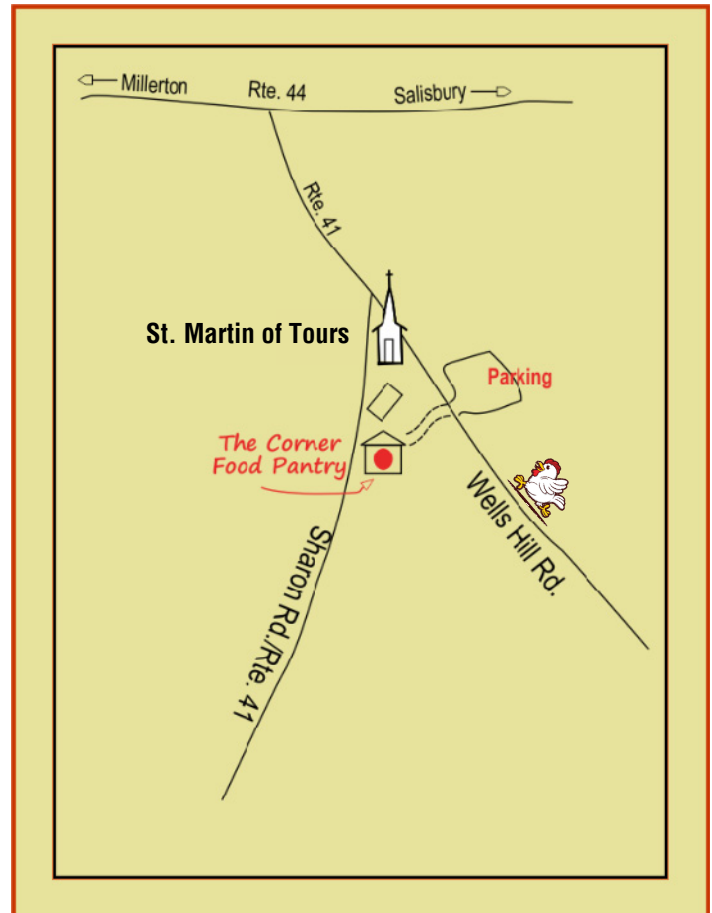 Millerton
Rte. 44
Salisbury
Rte. 41
St. Martin of Tours
Parking
The Corner
Food Pantry
Wells Hill Rd.
Sharon Rd./Rte. 41